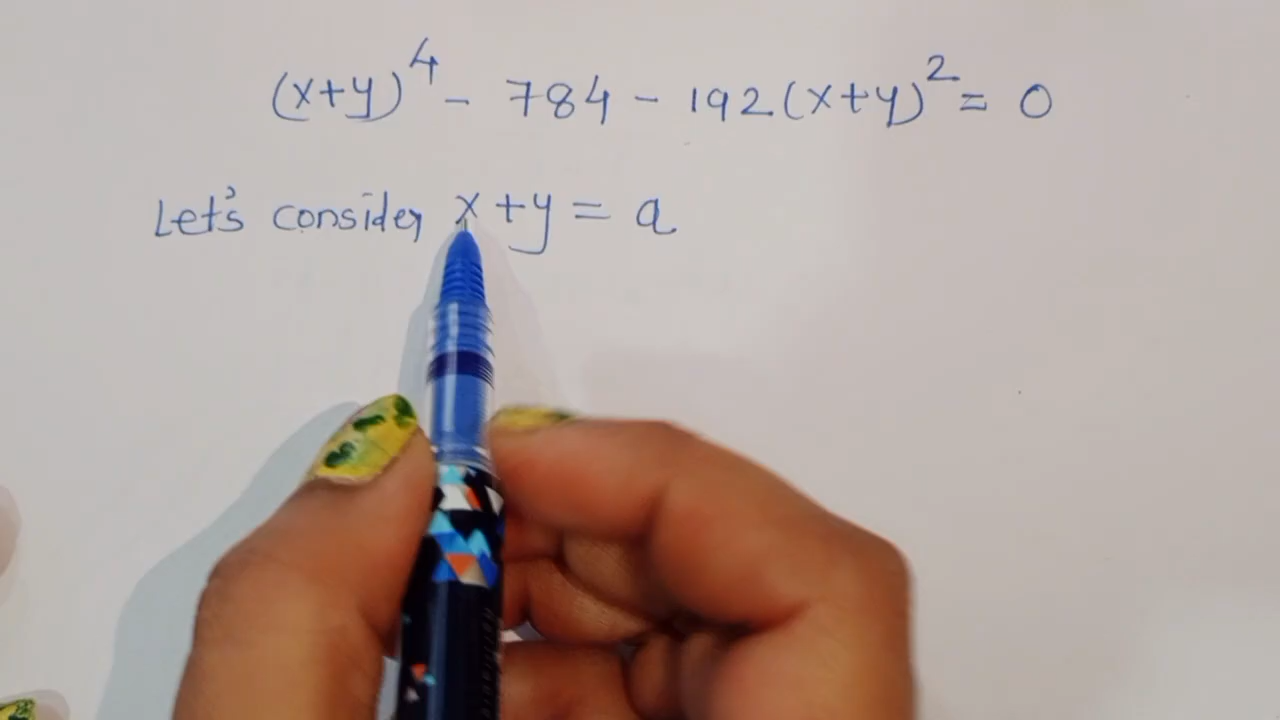 (x+y)⁴ - 784 - 192(x+y)² = 0
Let's consider x+y = a